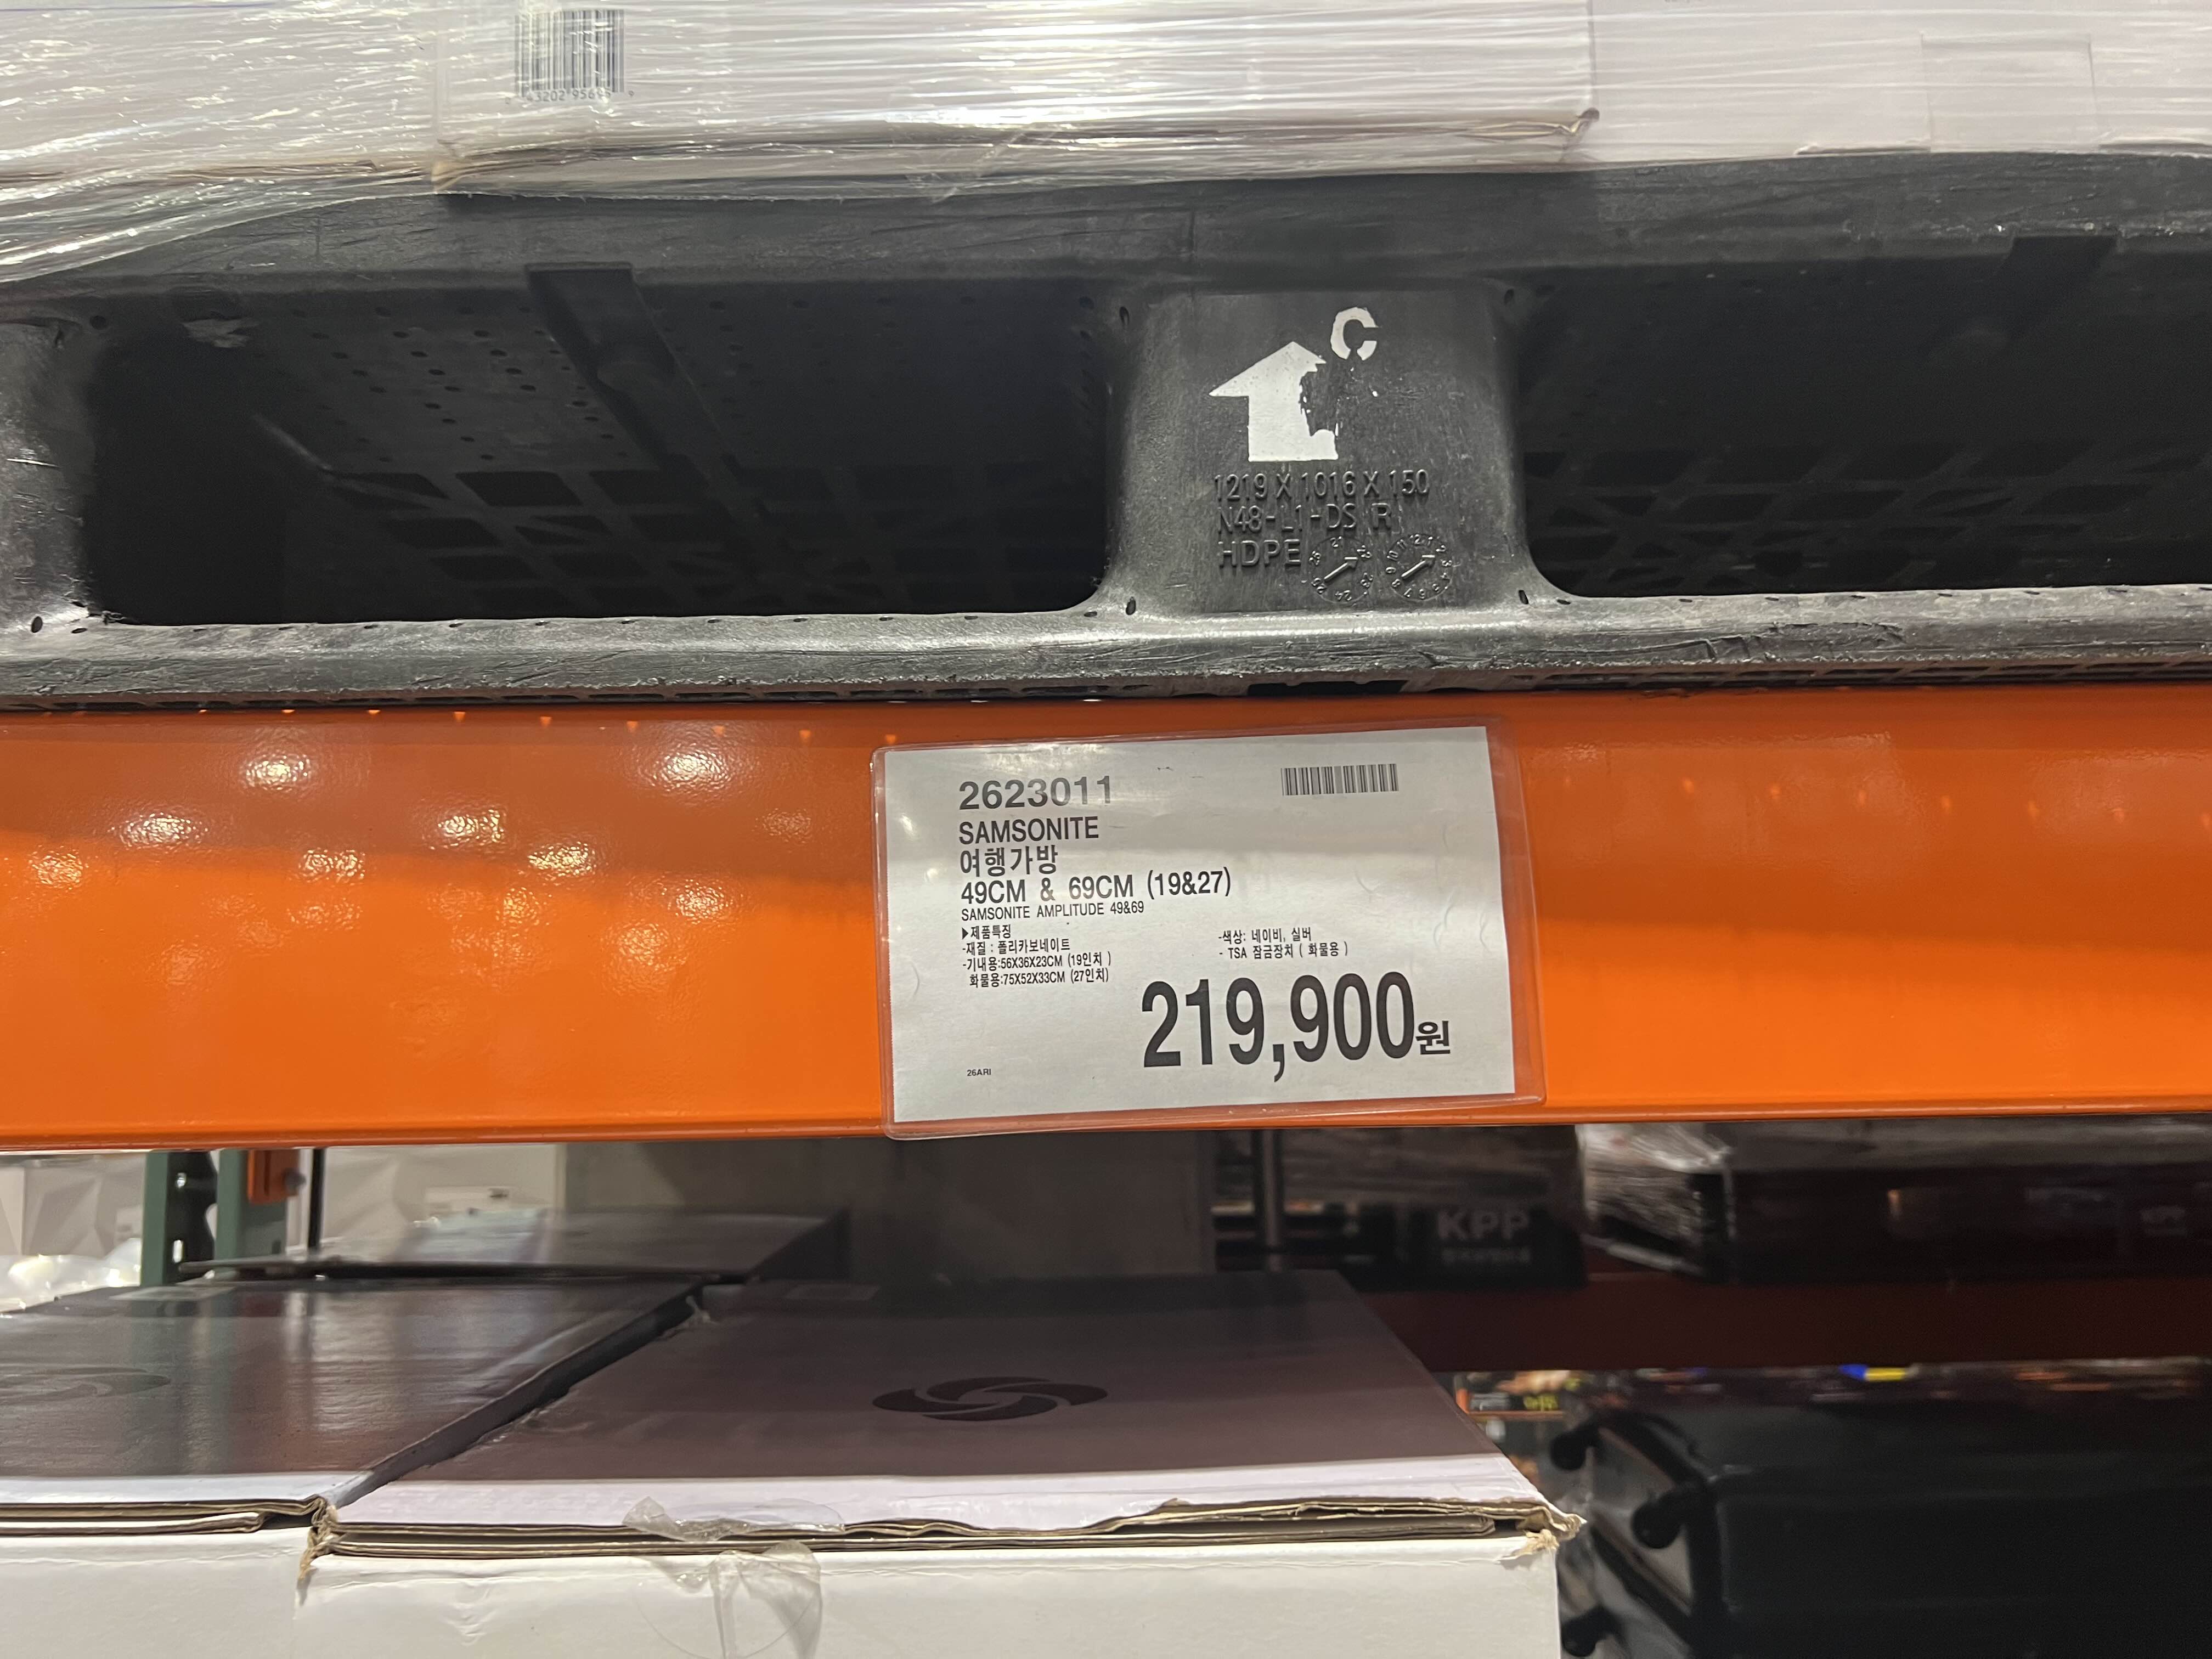 C
1219 X 1016 X 150
N48-L1-DS (R
HDPE
2623011
SAMSONITE
여행가방
49CM & 69CM (19&27)
SAMSONITE AMPLITUDE 49&69
▶제품특징
-재질 : 폴리카보네이트
-색상: 네이비, 실버
-기내용:56X36X23CM (19인치 )
- TSA 잠금장치 ( 화물용 )
화물용:75X52X33CM (27인치)
219,900원
26ARI
KPP